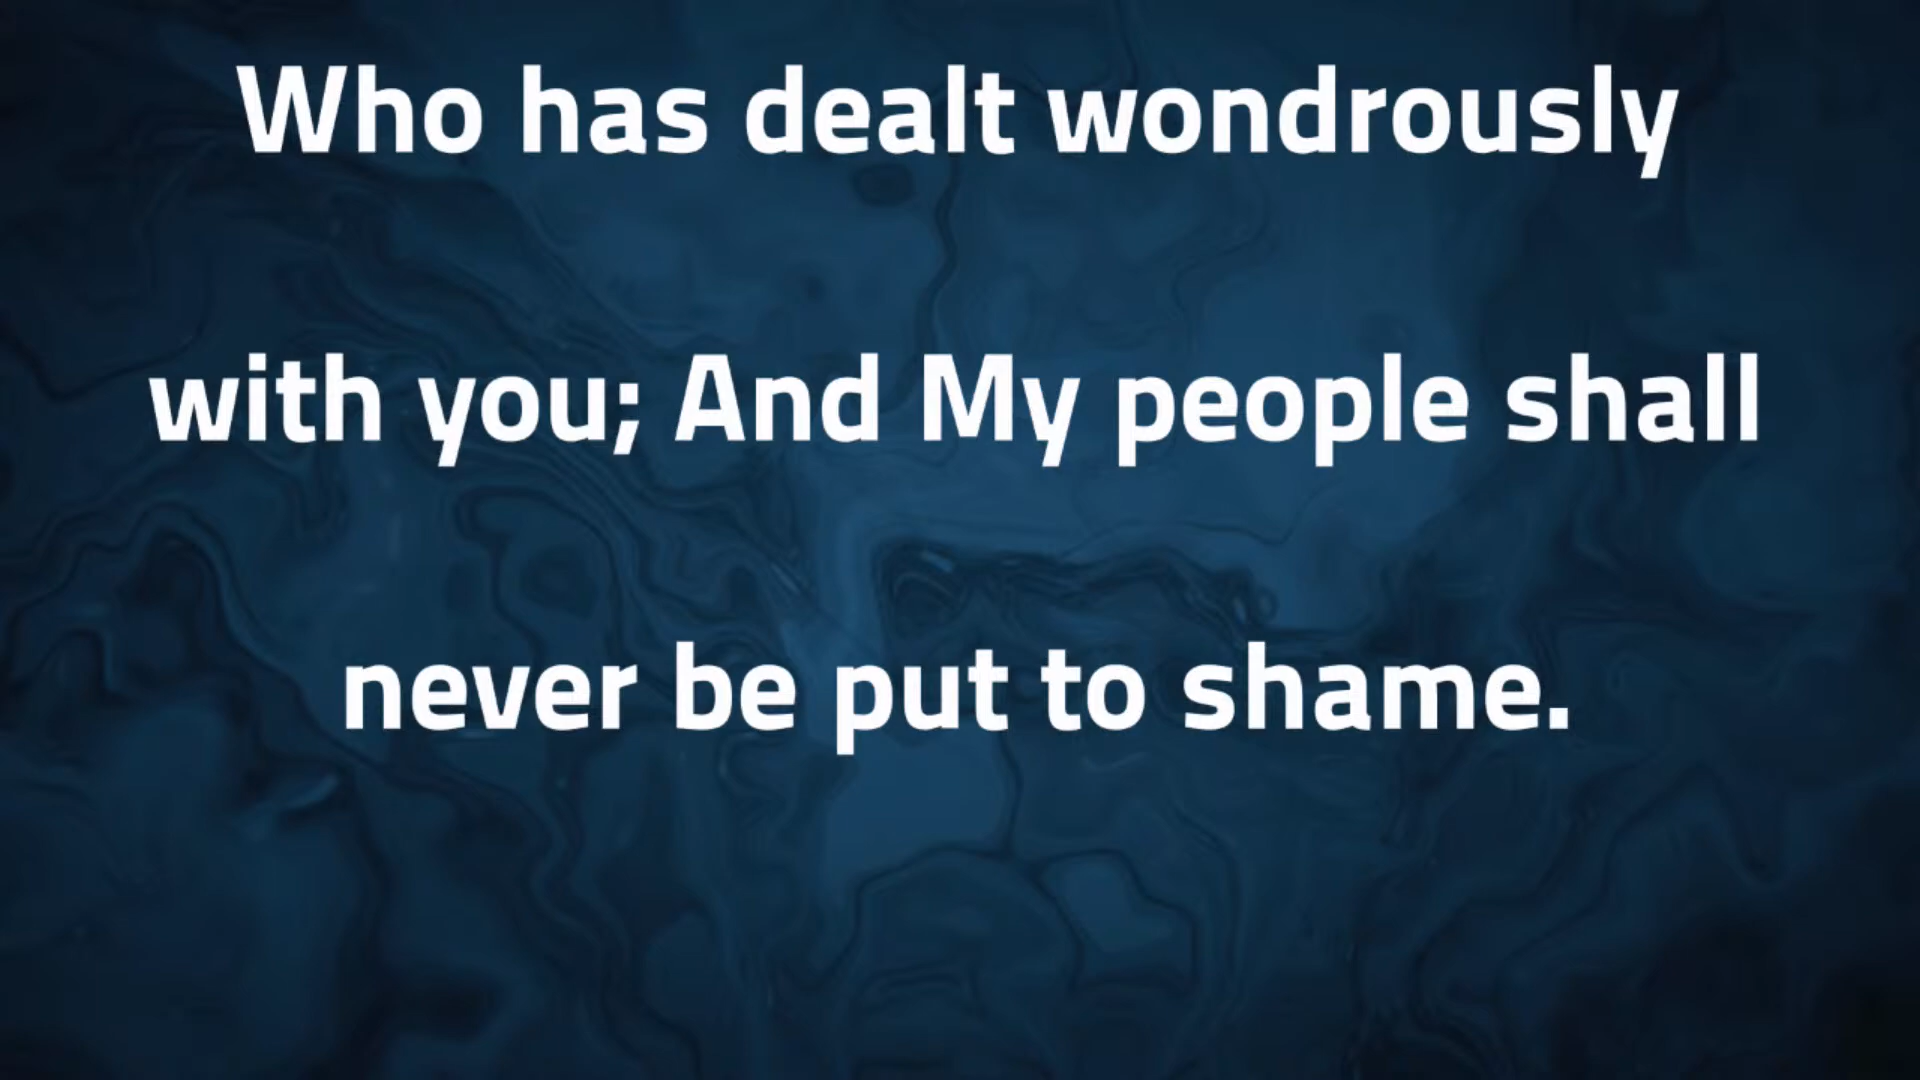 Who has dealt wondrously
with you; And My people shall
never be put to shame.